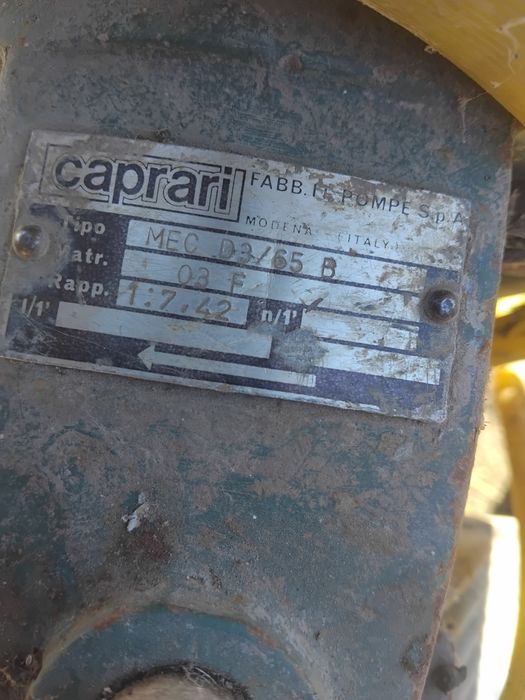 caprari FABB. IT. POMPE S.p.A.
MODENA (ITALY)
Tipo MEC D3/65 B
Matr. 03 F
Rapp. 1:7,42 n/1'
l/1'